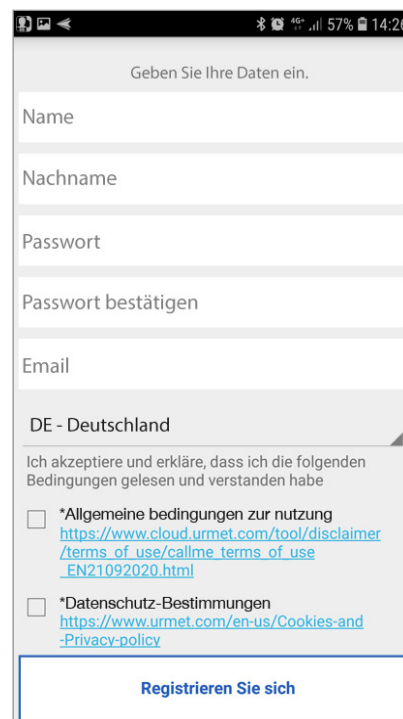 4G+ 57% 14:26
Geben Sie Ihre Daten ein.
Name
Nachname
Passwort
Passwort bestätigen
Email
DE - Deutschland
Ich akzeptiere und erkläre, dass ich die folgenden
Bedingungen gelesen und verstanden habe
*Allgemeine bedingungen zur nutzung
https://www.cloud.urmet.com/tool/disclaimer
/terms_of_use/callme_terms_of_use
_EN21092020.html
*Datenschutz-Bestimmungen
https://www.urmet.com/en-us/Cookies-and
-Privacy-policy
Registrieren Sie sich